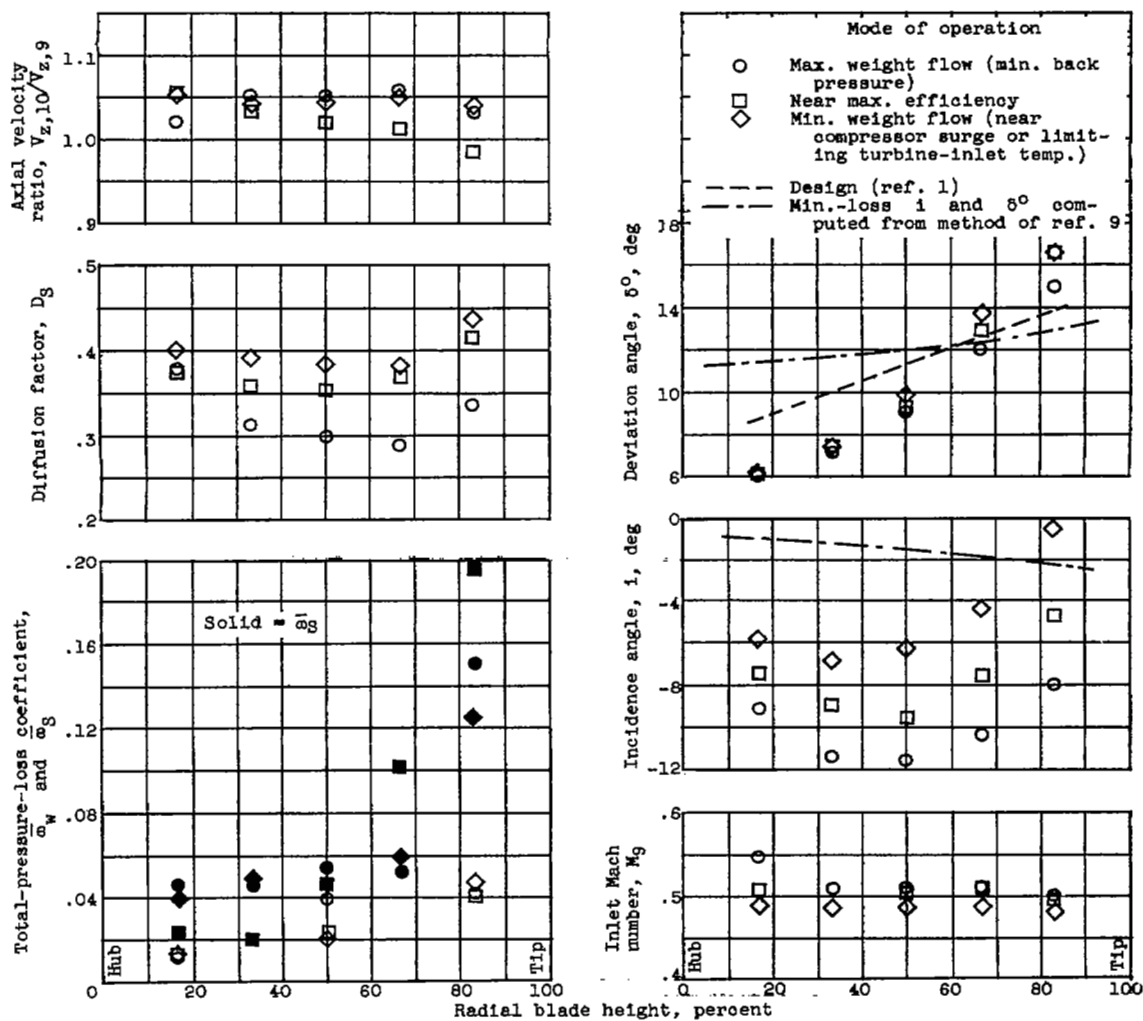 Axial velocity
ratio, V_z,10/V_z,9
1.1
1.0
.9
Diffusion factor, D_S
.5
.4
.3
.2
Total-pressure-loss coefficient,
ω̄_w and ω̄_S
.20
.16
.12
.08
.04
0
Solid = ω̄_S
Hub
Tip
0 20 40 60 80 100
Mode of operation
Max. weight flow (min. back
pressure)
Near max. efficiency
Min. weight flow (near
compressor surge or limit-
ing turbine-inlet temp.)
Design (ref. 1)
Min.-loss i and δ° com-
puted from method of ref. 9
Deviation angle, δ°, deg
18
14
10
6
Incidence angle, i, deg
0
-4
-8
-12
Inlet Mach
number, M_9
.6
.5
.4
Hub
Tip
0 20 40 60 80 100
Radial blade height, percent